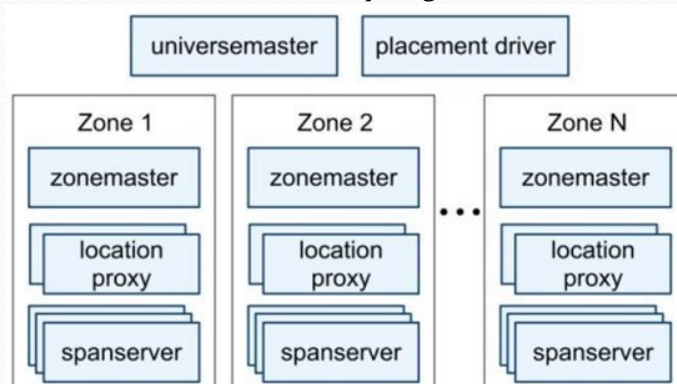 universemaster placement driver
Zone 1 Zone 2 Zone N
zonemaster zonemaster zonemaster
...
location location location
proxy proxy proxy
spanserver spanserver spanserver